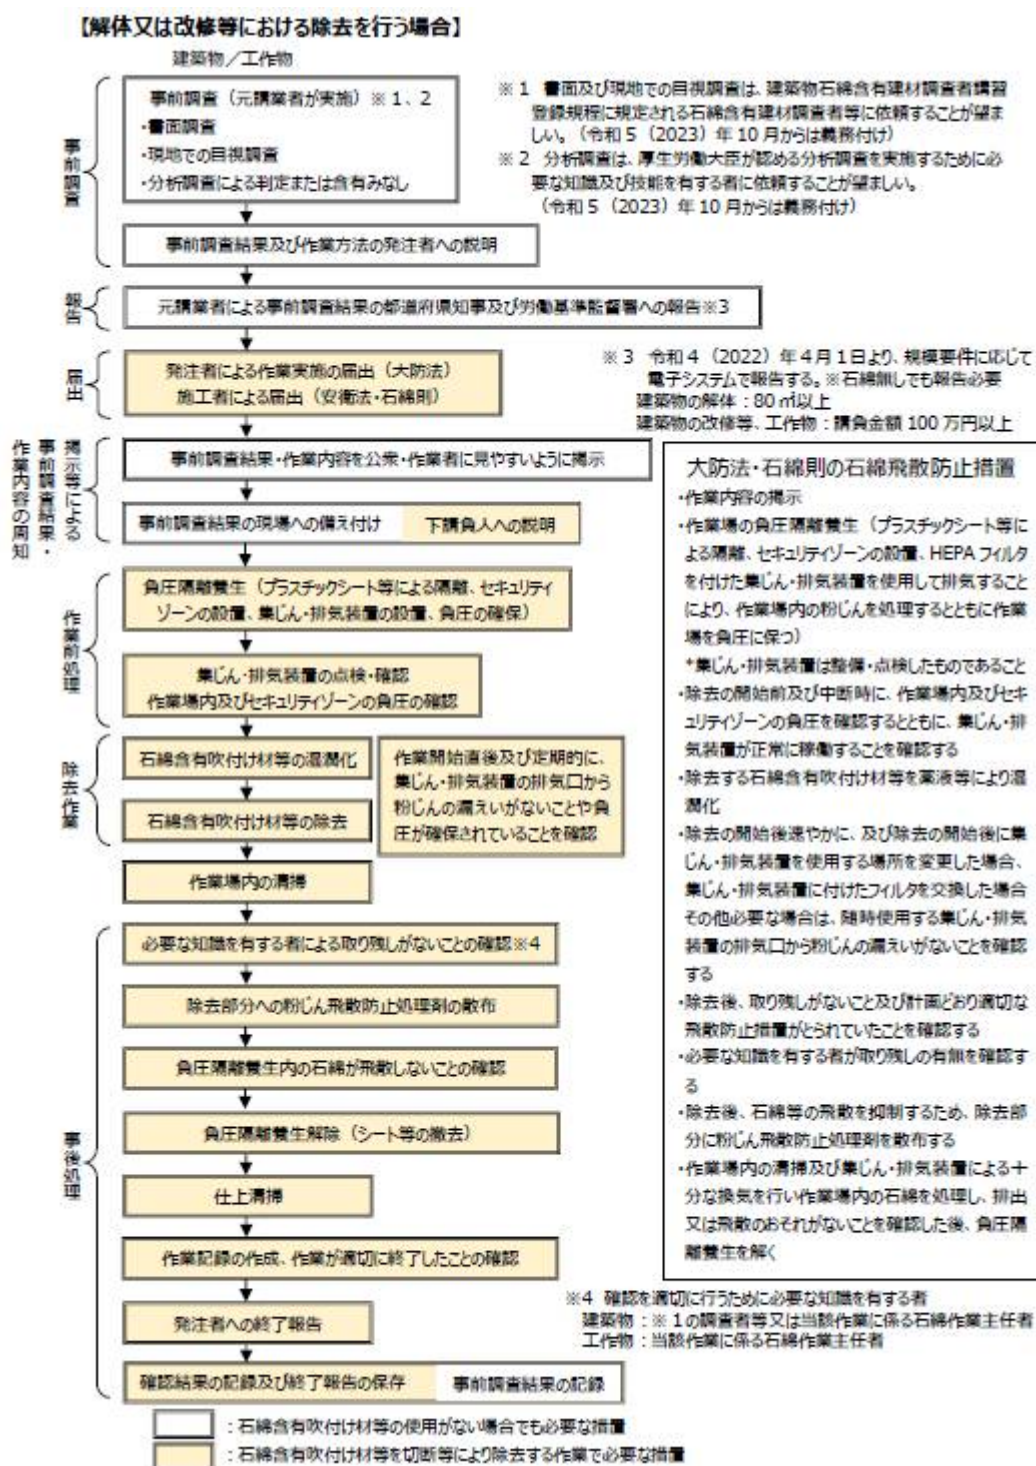 【解体又は改修等における除去を行う場合】
建築物／工作物
事前調査
事前調査（元請業者が実施）※１、２
・書面調査
・現地での目視調査
・分析調査による判定または含有みなし
※１　書面及び現地での目視調査は、建築物石綿含有建材調査者講習
登録規程に規定される石綿含有建材調査者等に依頼することが望ま
しい。（令和５（2023）年 10 月からは義務付け）
※２　分析調査は、厚生労働大臣が認める分析調査を実施するために必
要な知識及び技能を有する者に依頼することが望ましい。
（令和５（2023）年 10 月からは義務付け）
事前調査結果及び作業方法の発注者への説明
報告
元請業者による事前調査結果の都道府県知事及び労働基準監督署への報告※３
届出
発注者による作業実施の届出（大防法）
施工者による届出（安衛法・石綿則）
※３　令和４（2022）年４月１日より、規模要件に応じて
電子システムで報告する。※石綿無しでも報告必要
建築物の解体：80 ㎡以上
建築物の改修等、工作物：請負金額 100 万円以上
掲示等による
事前調査結果・
作業内容の周知
事前調査結果・作業内容を公衆・作業者に見やすいように掲示
事前調査結果の現場への備え付け
下請負人への説明
作業前処理
負圧隔離養生（プラスチックシート等による隔離、セキュリティ
ゾーンの設置、集じん・排気装置の設置、負圧の確保）
集じん・排気装置の点検・確認
作業場内及びセキュリティゾーンの負圧の確認
除去作業
石綿含有吹付け材等の湿潤化
石綿含有吹付け材等の除去
作業開始直後及び定期的に、
集じん・排気装置の排気口から
粉じんの漏えいがないことや負
圧が確保されていることを確認
作業場内の清掃
事後処理
必要な知識を有する者による取り残しがないことの確認※４
除去部分への粉じん飛散防止処理剤の散布
負圧隔離養生内の石綿が飛散しないことの確認
負圧隔離養生解除（シート等の撤去）
仕上清掃
作業記録の作成、作業が適切に終了したことの確認
発注者への終了報告
確認結果の記録及び終了報告の保存
事前調査結果の記録
大防法・石綿則の石綿飛散防止措置
・作業内容の掲示
・作業場の負圧隔離養生（プラスチックシート等に
よる隔離、セキュリティゾーンの設置、HEPA フィルタ
を付けた集じん・排気装置を使用して排気すること
により、作業場内の粉じんを処理するとともに作業
場を負圧に保つ）
*集じん・排気装置は整備・点検したものであること
・除去の開始前及び中断時に、作業場内及びセキ
ュリティゾーンの負圧を確認するとともに、集じん・排
気装置が正常に稼働することを確認する
・除去する石綿含有吹付け材等を薬液等により湿
潤化
・除去の開始後速やかに、及び除去の開始後に集
じん・排気装置を使用する場所を変更した場合、
集じん・排気装置に付けたフィルタを交換した場合
その他必要な場合は、随時使用する集じん・排気
装置の排気口から粉じんの漏えいがないことを確認
する
・除去後、取り残しがないこと及び計画どおり適切な
飛散防止措置がとられていたことを確認する
・必要な知識を有する者が取り残しの有無を確認す
る
・除去後、石綿等の飛散を抑制するため、除去部
分に粉じん飛散防止処理剤を散布する
・作業場内の清掃及び集じん・排気装置による十
分な換気を行い作業場内の石綿を処理し、排出
又は飛散のおそれがないことを確認した後、負圧隔
離養生を解く
※４　確認を適切に行うために必要な知識を有する者
建築物：※１の調査者等又は当該作業に係る石綿作業主任者
工作物：当該作業に係る石綿作業主任者
：石綿含有吹付け材等の使用がない場合でも必要な措置
：石綿含有吹付け材等を切断等により除去する作業で必要な措置